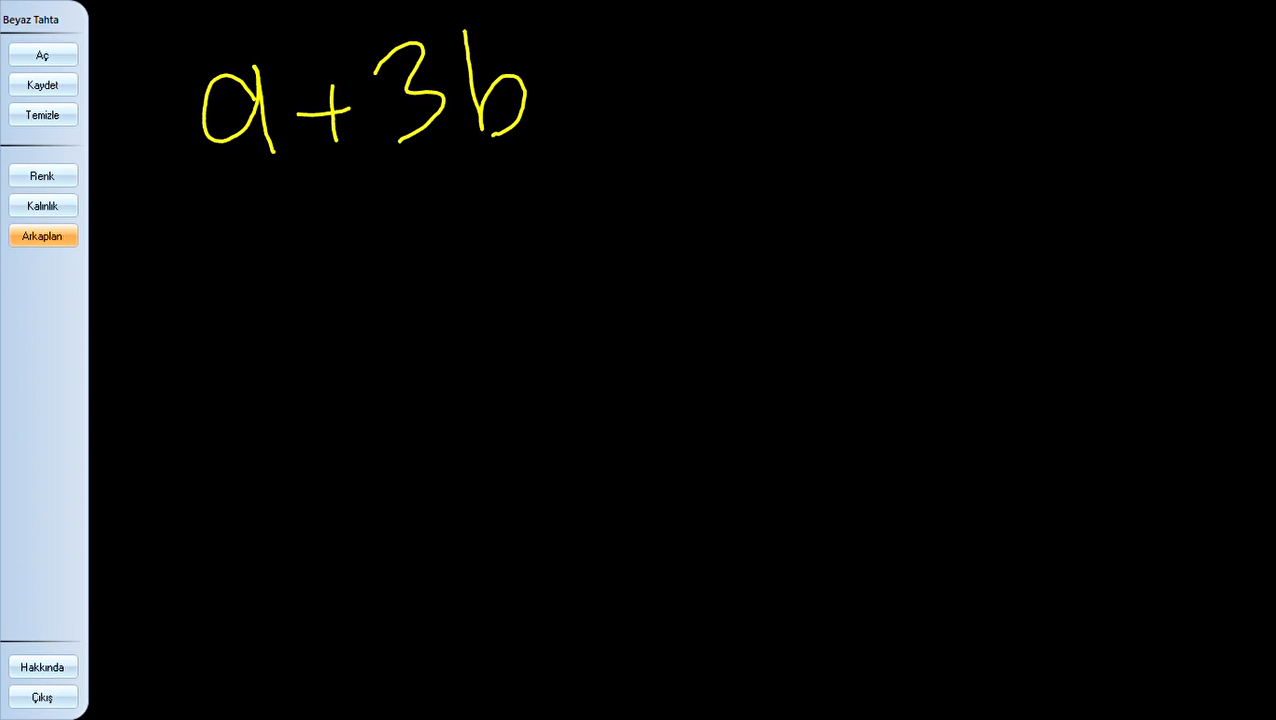 Beyaz Tahta
Aç
Kaydet
Temizle
Renk
Kalınlık
Arkaplan
Hakkında
Çıkış
a+3b